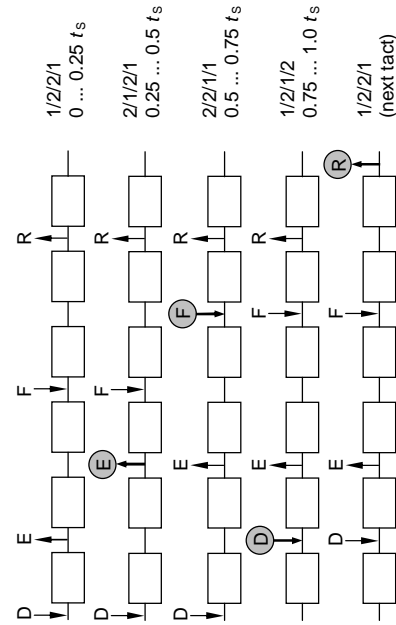 D E F R 1/2/2/1
0 ... 0.25 tS
D E F R 2/1/2/1
0.25 ... 0.5 tS
D E F R 2/2/1/1
0.5 ... 0.75 tS
D E F R 1/2/1/2
0.75 ... 1.0 tS
D E F R 1/2/2/1
(next tact)